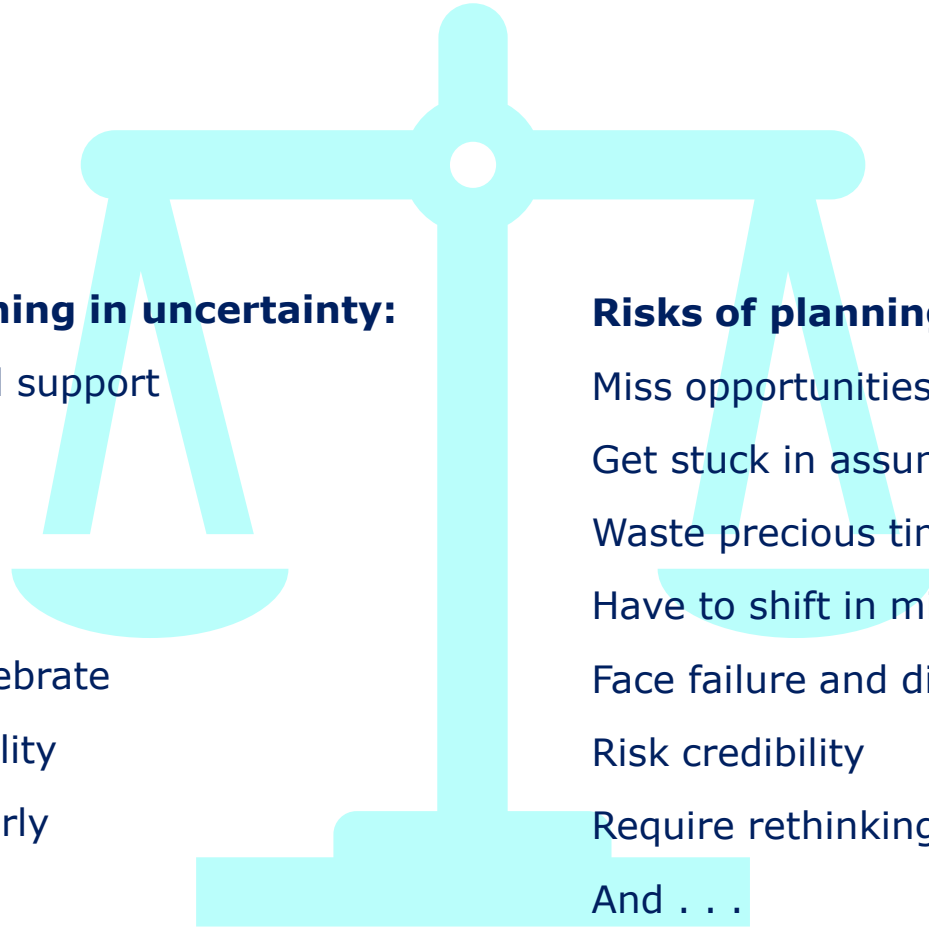 ning in uncertainty:
support
ebrate
lity
rly
Risks of planning
Miss opportunities
Get stuck in assu
Waste precious ti
Have to shift in m
Face failure and di
Risk credibility
Require rethinking
And . . .